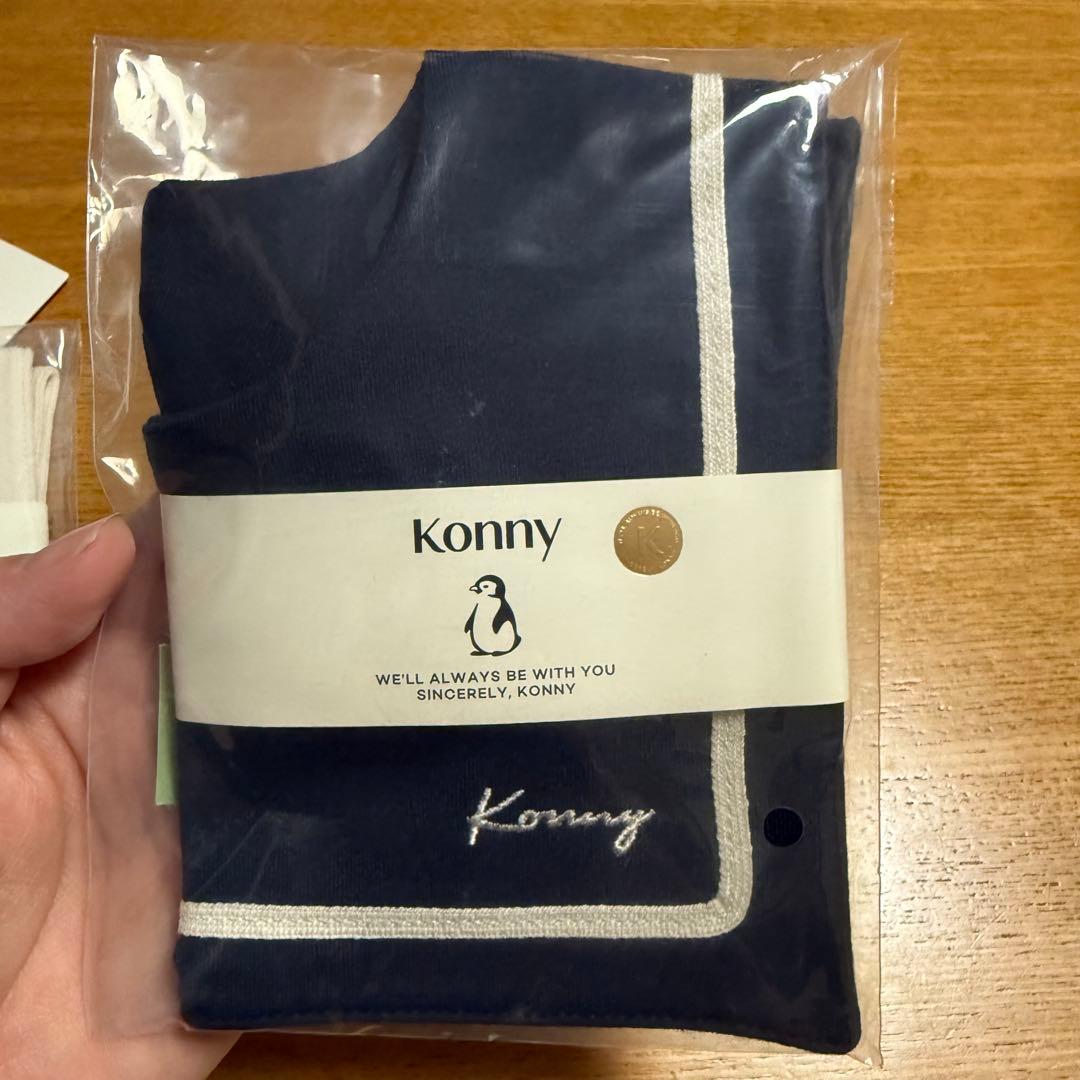 Konny
K
WE'LL ALWAYS BE WITH YOU
SINCERELY, KONNY
Konny